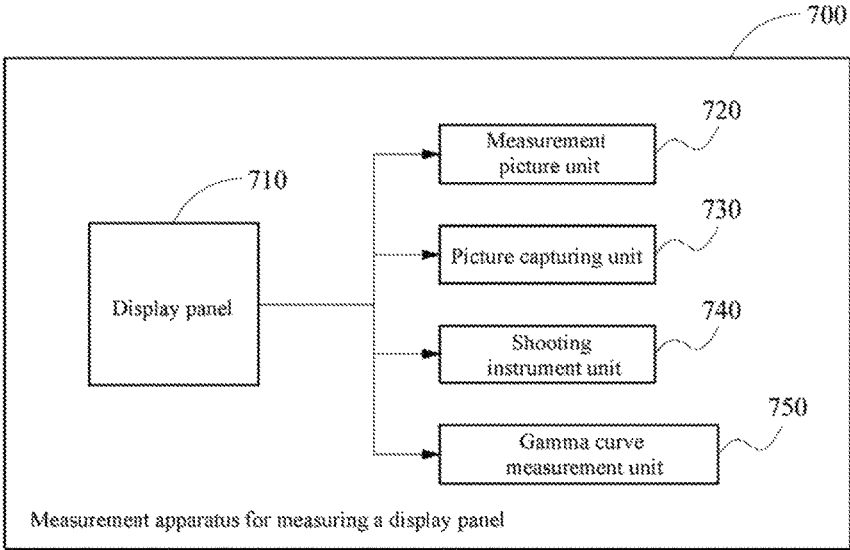 700
720
Measurement
picture unit
710
730
Picture capturing unit
Display panel
740
Shooting
instrument unit
750
Gamma curve
measurement unit
Measurement apparatus for measuring a display panel